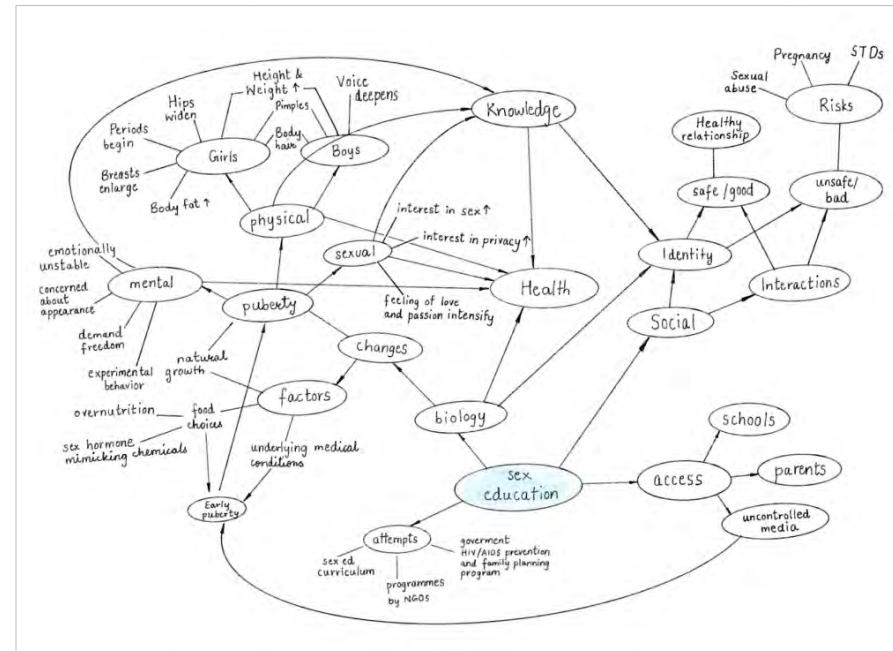 Pregnancy
STDs
Sexual
abuse
Risks
Height &
Weight ↑
Voice
deepens
Hips
widen
Pimples
Knowledge
Healthy
relationship
Periods
begin
Girls
Body
hair
Boys
Breasts
enlarge
safe/good
unsafe/
bad
Body fat ↑
physical
interest in sex ↑
interest in privacy ↑
sexual
Identity
emotionally
unstable
mental
concerned
about
appearance
Health
Interactions
puberty
feeling of love
and passion intensify
Social
demand
freedom
changes
natural
growth
experimental
behavior
factors
overnutrition
food
choices
biology
schools
sex hormone
mimicking chemicals
underlying medical
conditions
sex
education
access
parents
Early
puberty
uncontrolled
media
attempts
goverment
HIV/AIDS prevention
and family planning
program
sex ed
curriculum
programmes
by NGOS